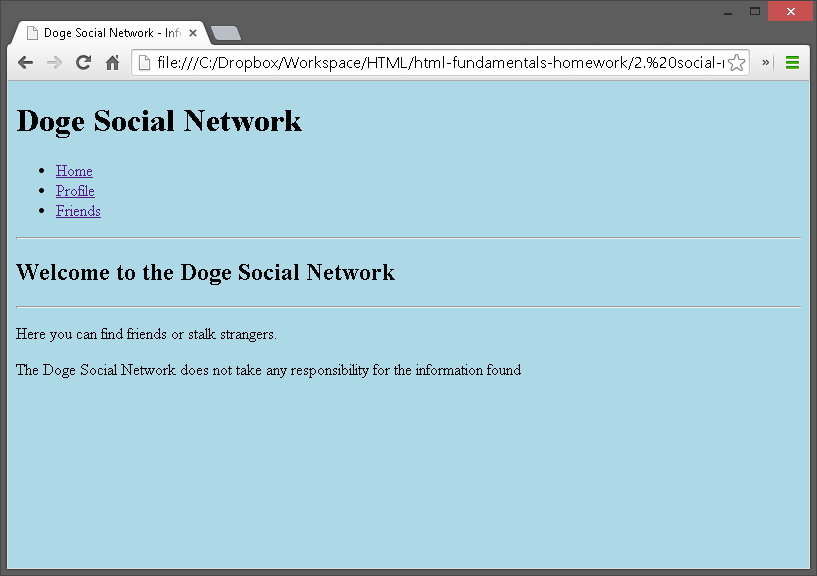 Doge Social Network - Inf
file:///C:/Dropbox/Workspace/HTML/html-fundamentals-homework/2.%20social-
Doge Social Network
Home
Profile
Friends
Welcome to the Doge Social Network
Here you can find friends or stalk strangers.
The Doge Social Network does not take any responsibility for the information found